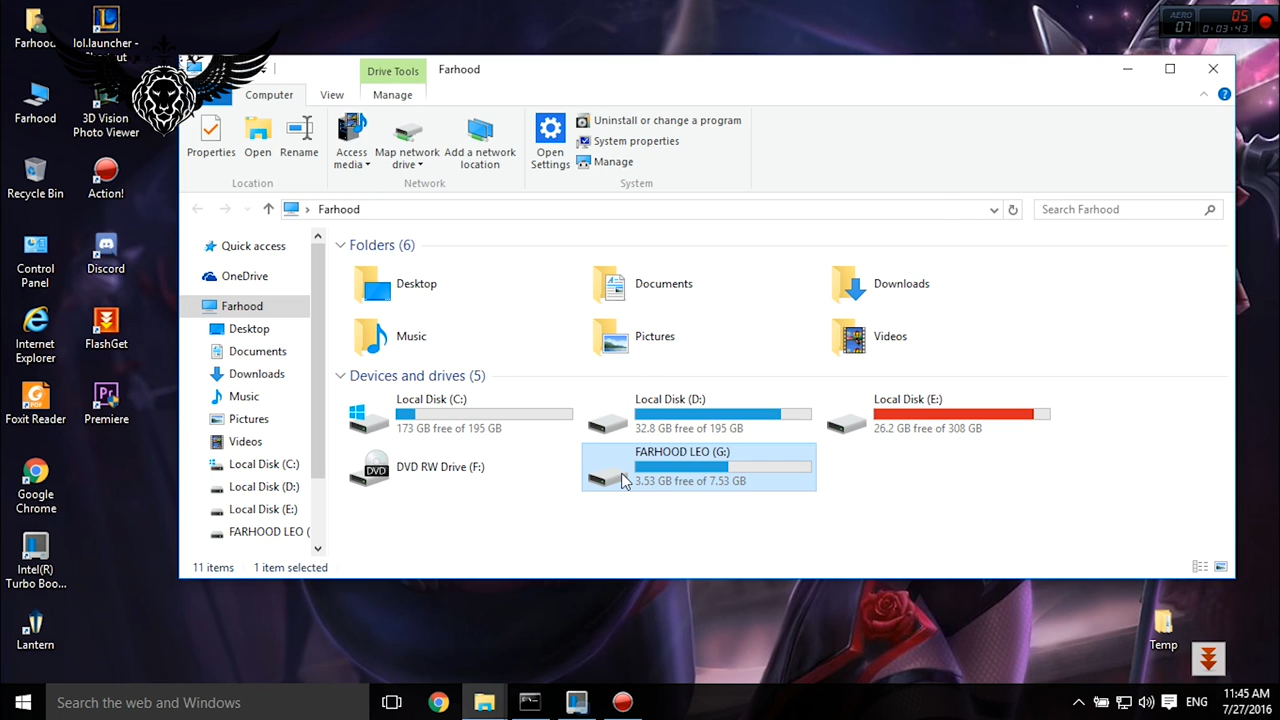 Farhood
lol.launcher -
AERO
07
05
0:03:43
Farhood
3D Vision
Photo Viewer
Recycle Bin
Action!
Control
Panel
Discord
Internet
Explorer
FlashGet
Foxit Reader
Premiere
Google
Chrome
Intel(R)
Turbo Boo...
Lantern
Temp
Drive Tools
Farhood
Computer
View
Manage
Properties
Open
Rename
Location
Access
media
Map network
drive
Add a network
location
Network
Open
Settings
Uninstall or change a program
System properties
Manage
System
Farhood
Search Farhood
Quick access
OneDrive
Farhood
Desktop
Documents
Downloads
Music
Pictures
Videos
Local Disk (C:)
Local Disk (D:)
Local Disk (E:)
FARHOOD LEO (
Folders (6)
Desktop
Documents
Downloads
Music
Pictures
Videos
Devices and drives (5)
Local Disk (C:)
173 GB free of 195 GB
Local Disk (D:)
32.8 GB free of 195 GB
Local Disk (E:)
26.2 GB free of 308 GB
DVD
DVD RW Drive (F:)
FARHOOD LEO (G:)
3.53 GB free of 7.53 GB
11 items
1 item selected
Search the web and Windows
ENG
11:45 AM
7/27/2016